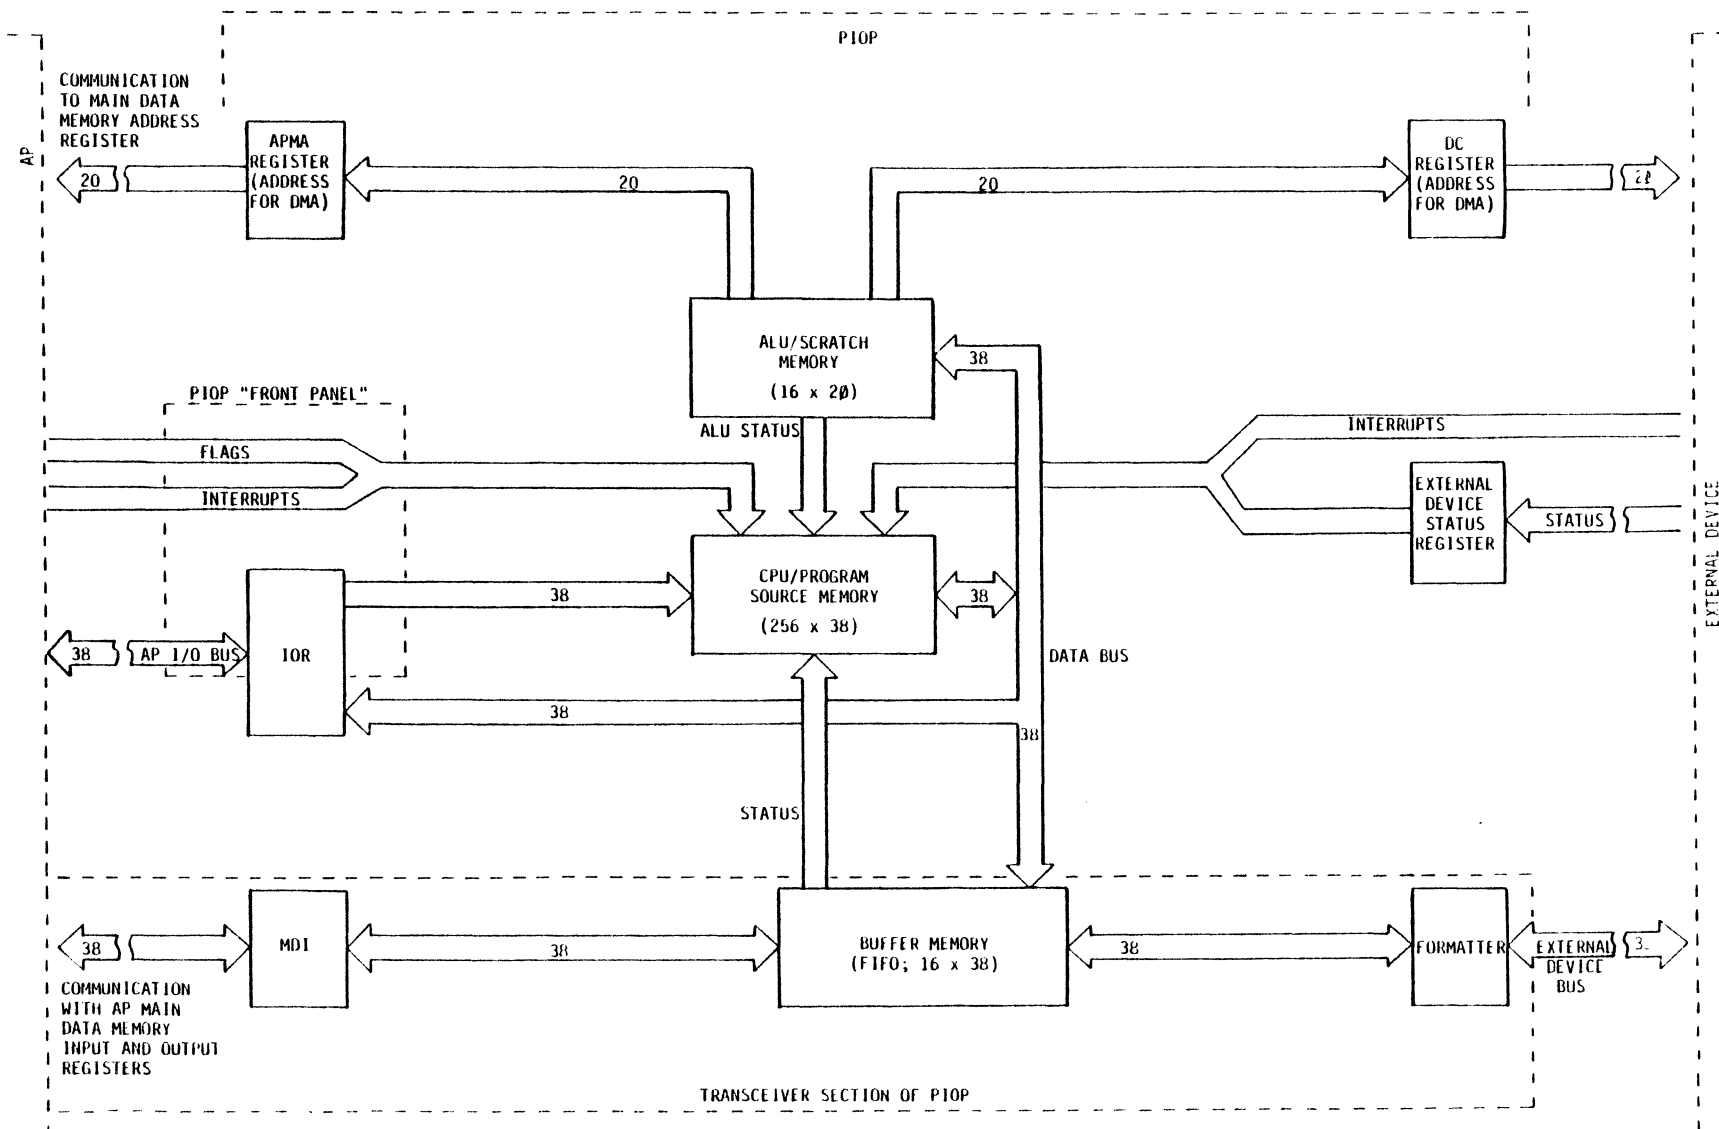 PIOP
COMMUNICATION
TO MAIN DATA
MEMORY ADDRESS
REGISTER
AP
20
APMA
REGISTER
(ADDRESS
FOR DMA)
20
20
DC
REGISTER
(ADDRESS
FOR DMA)
ALU/SCRATCH
MEMORY
(16 x 2Ø)
38
PIOP "FRONT PANEL"
ALU STATUS
FLAGS
INTERRUPTS
INTERRUPTS
EXTERNAL
DEVICE
STATUS
REGISTER
STATUS
EXTERNAL DEVICE
CPU/PROGRAM
SOURCE MEMORY
(256 x 38)
38
38
38
AP I/O BUS
IOR
DATA BUS
38
38
STATUS
38
MDI
38
BUFFER MEMORY
(FIFO; 16 x 38)
38
FORMATTER
EXTERNAL
DEVICE
BUS
COMMUNICATION
WITH AP MAIN
DATA MEMORY
INPUT AND OUTPUT
REGISTERS
TRANSCEIVER SECTION OF PIOP